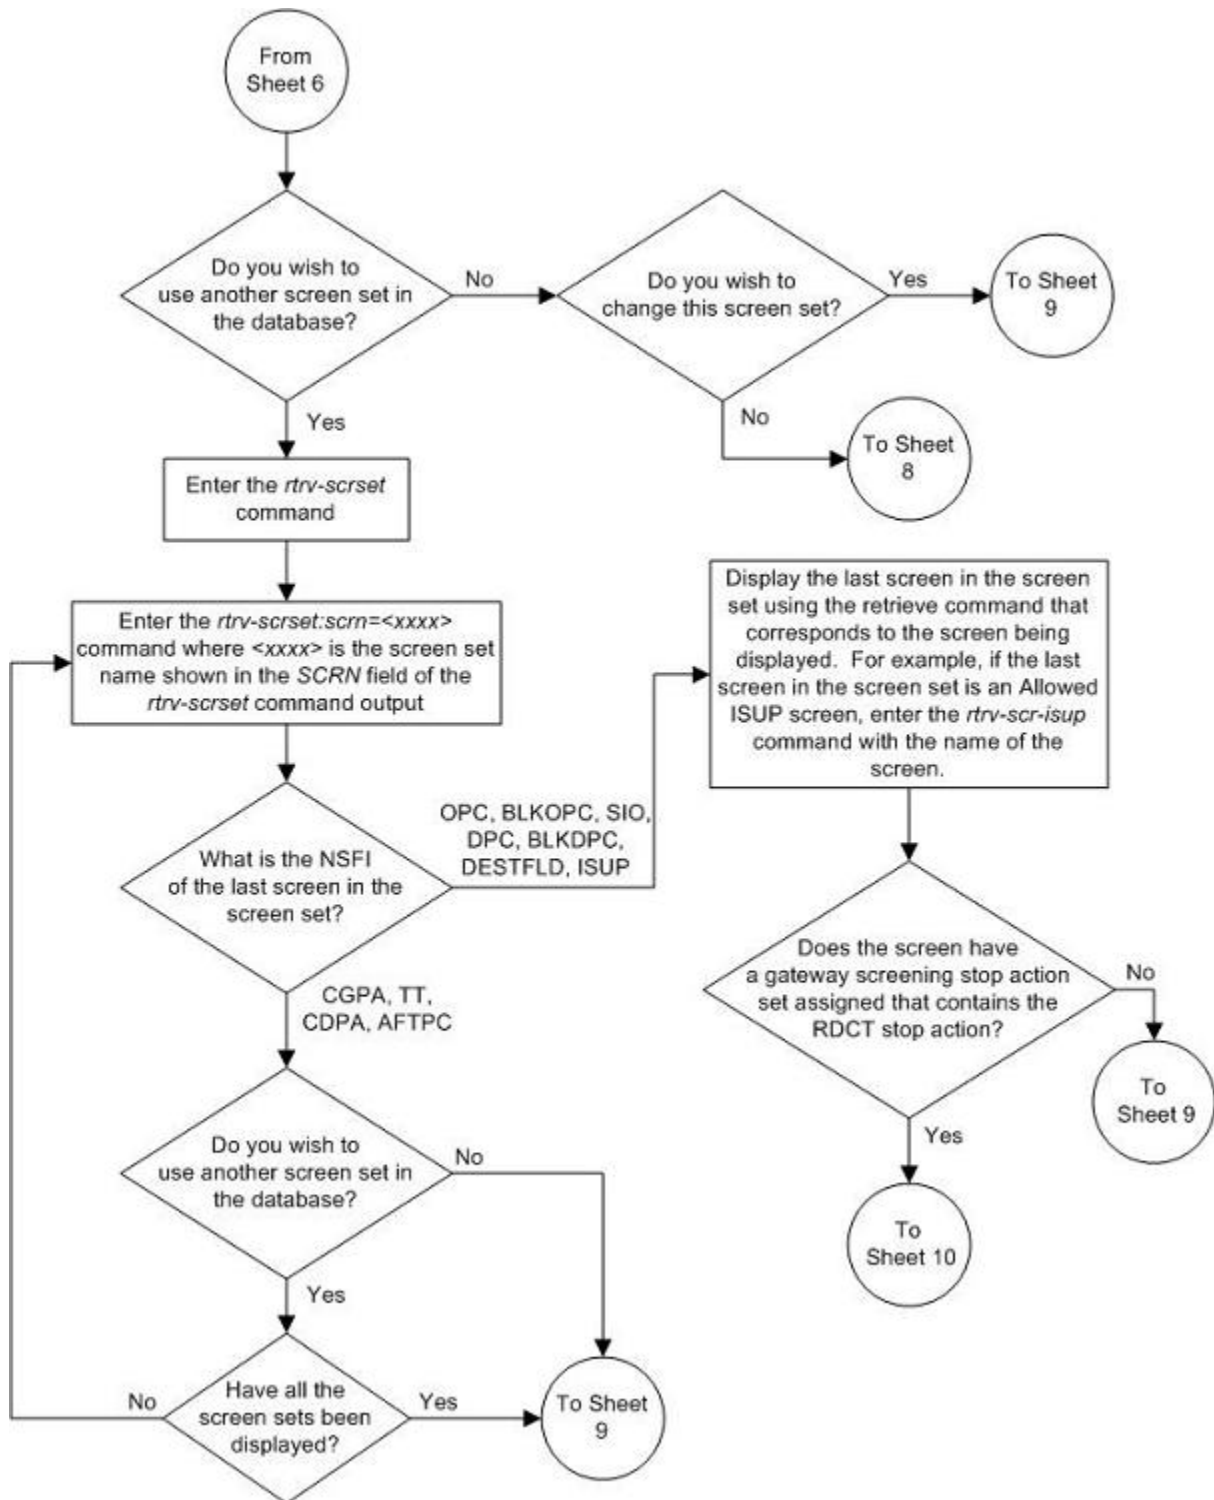 From
Sheet 6
Do you wish to
use another screen set in
the database?
No
Do you wish to
change this screen set?
Yes
To Sheet
9
No
To Sheet
8
Yes
Enter the rtrv-scrset
command
Enter the rtrv-scrset:scrn=<xxxx>
command where <xxxx> is the screen set
name shown in the SCRN field of the
rtrv-scrset command output
Display the last screen in the screen
set using the retrieve command that
corresponds to the screen being
displayed. For example, if the last
screen in the screen set is an Allowed
ISUP screen, enter the rtrv-scr-isup
command with the name of the
screen.
What is the NSFI
of the last screen in the
screen set?
OPC, BLKOPC, SIO,
DPC, BLKDPC,
DESTFLD, ISUP
CGPA, TT,
CDPA, AFTPC
Does the screen have
a gateway screening stop action
set assigned that contains the
RDCT stop action?
No
To
Sheet 9
Yes
To
Sheet 10
Do you wish to
use another screen set in
the database?
No
Yes
Have all the
screen sets been
displayed?
No
Yes
To Sheet
9